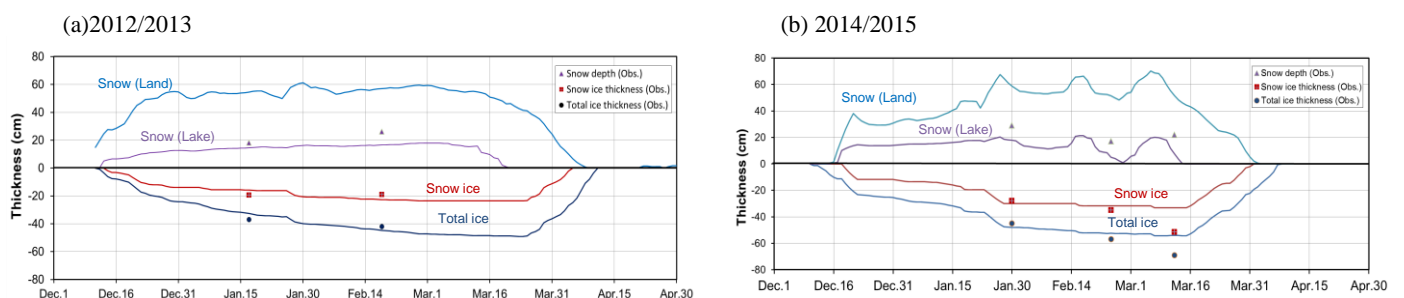 (a)2012/2013
(b) 2014/2015
Thickness (cm)
80
60
40
20
0
-20
-40
-60
-80
Snow (Land)
Snow (Lake)
Snow ice
Total ice
Snow depth (Obs.)
Snow ice thickness (Obs.)
Total ice thickness (Obs.)
Dec.1 Dec.16 Dec.31 Jan.15 Jan.30 Feb.14 Mar.1 Mar.16 Mar.31 Apr.15 Apr.30
Thickness (cm)
80
60
40
20
0
-20
-40
-60
-80
Snow (Land)
Snow (Lake)
Snow ice
Total ice
Snow depth (Obs.)
Snow ice thickness (Obs.)
Total ice thickness (Obs.)
Dec.1 Dec.16 Dec.31 Jan.15 Jan.30 Feb.14 Mar.1 Mar.16 Mar.31 Apr.15 Apr.30